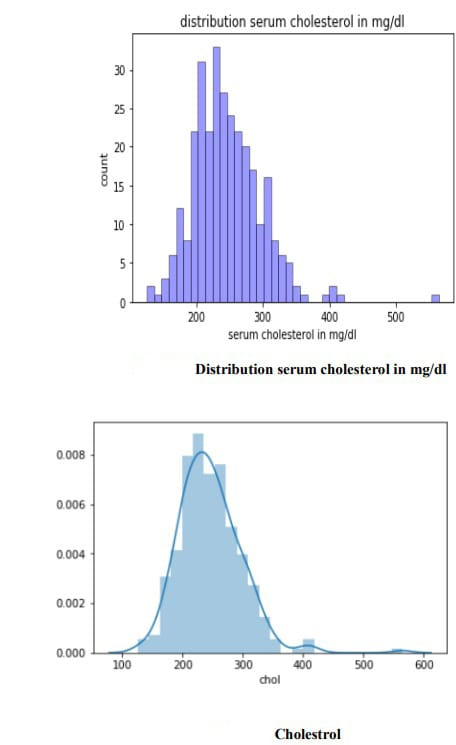 distribution serum cholesterol in mg/dl
30
25
20
15
10
5
0
count
200 300 400 500
serum cholesterol in mg/dl
Distribution serum cholesterol in mg/dl
0.008
0.006
0.004
0.002
0.000
100 200 300 400 500 600
chol
Cholestrol